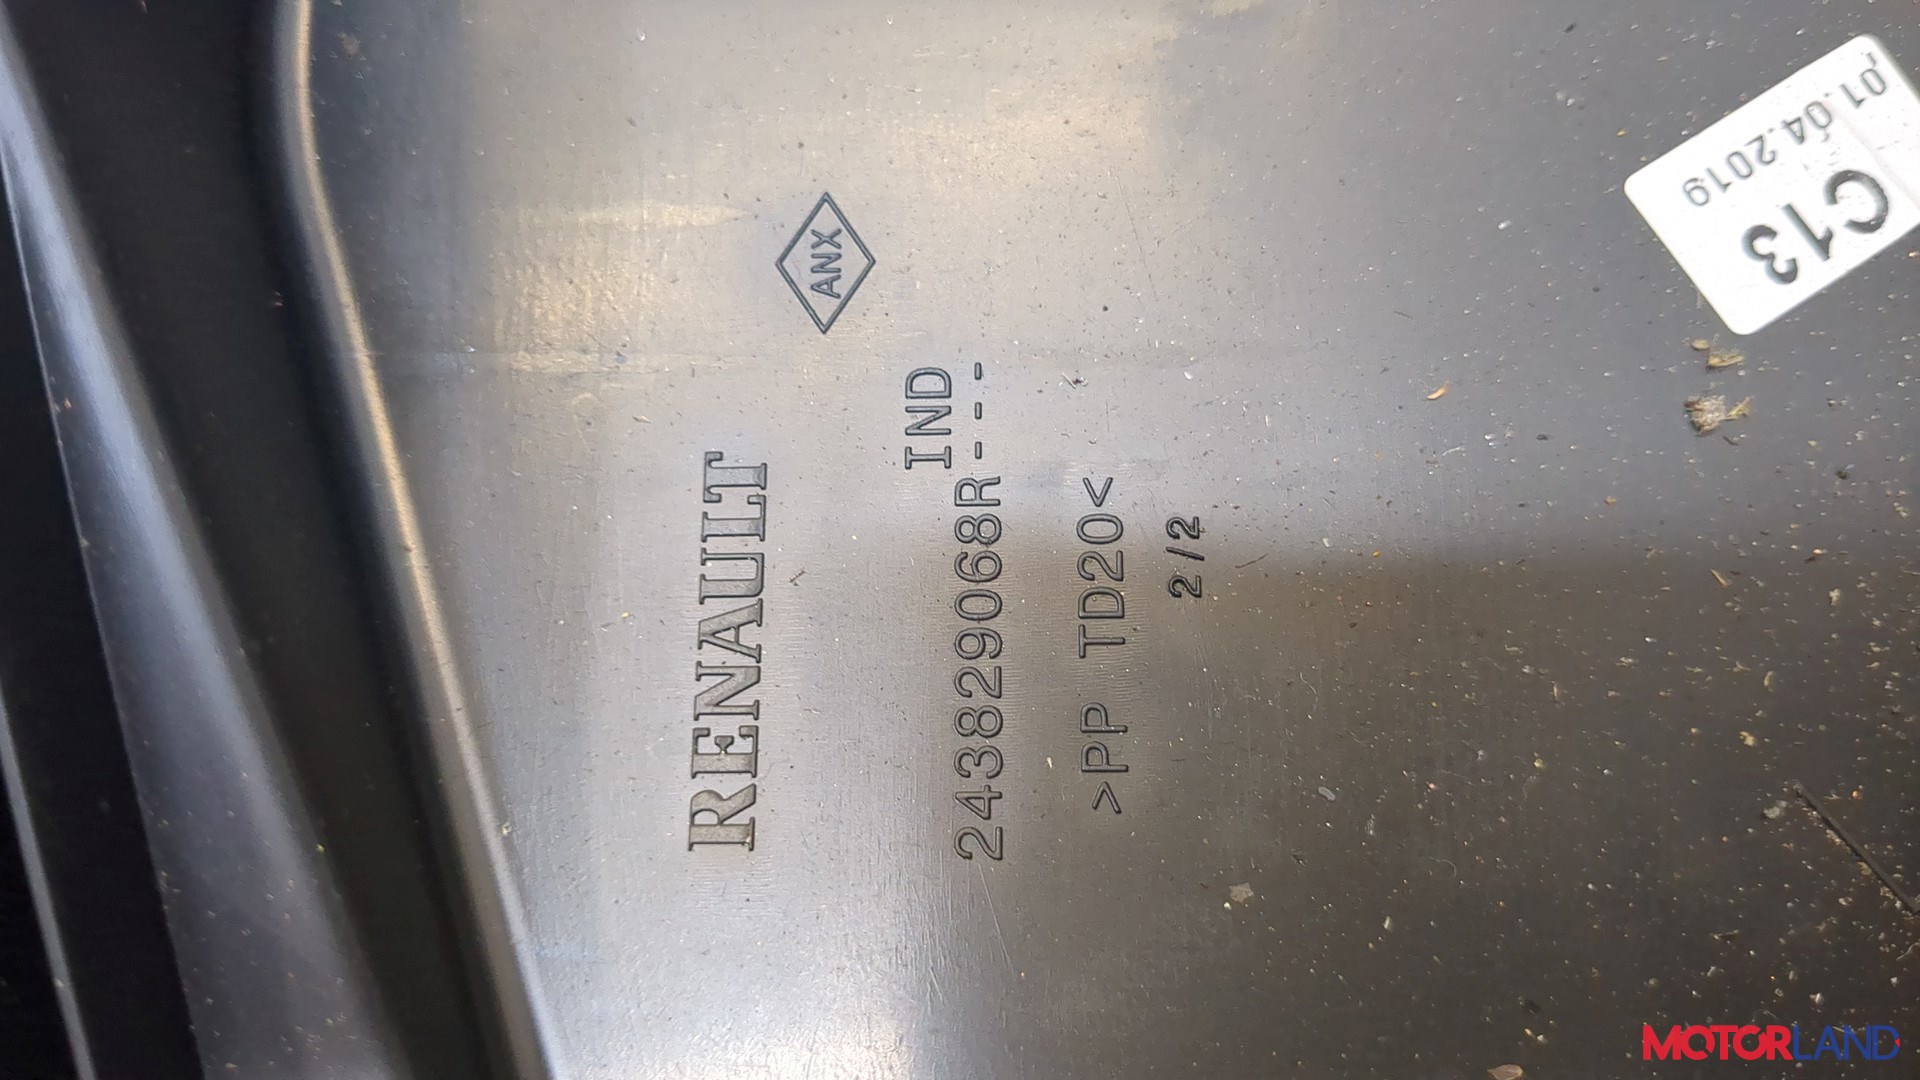 RENAULT
ANX
IND
243829068R----
>PP TD20<
2/2
01.04.2019
C13
MOTORLAND